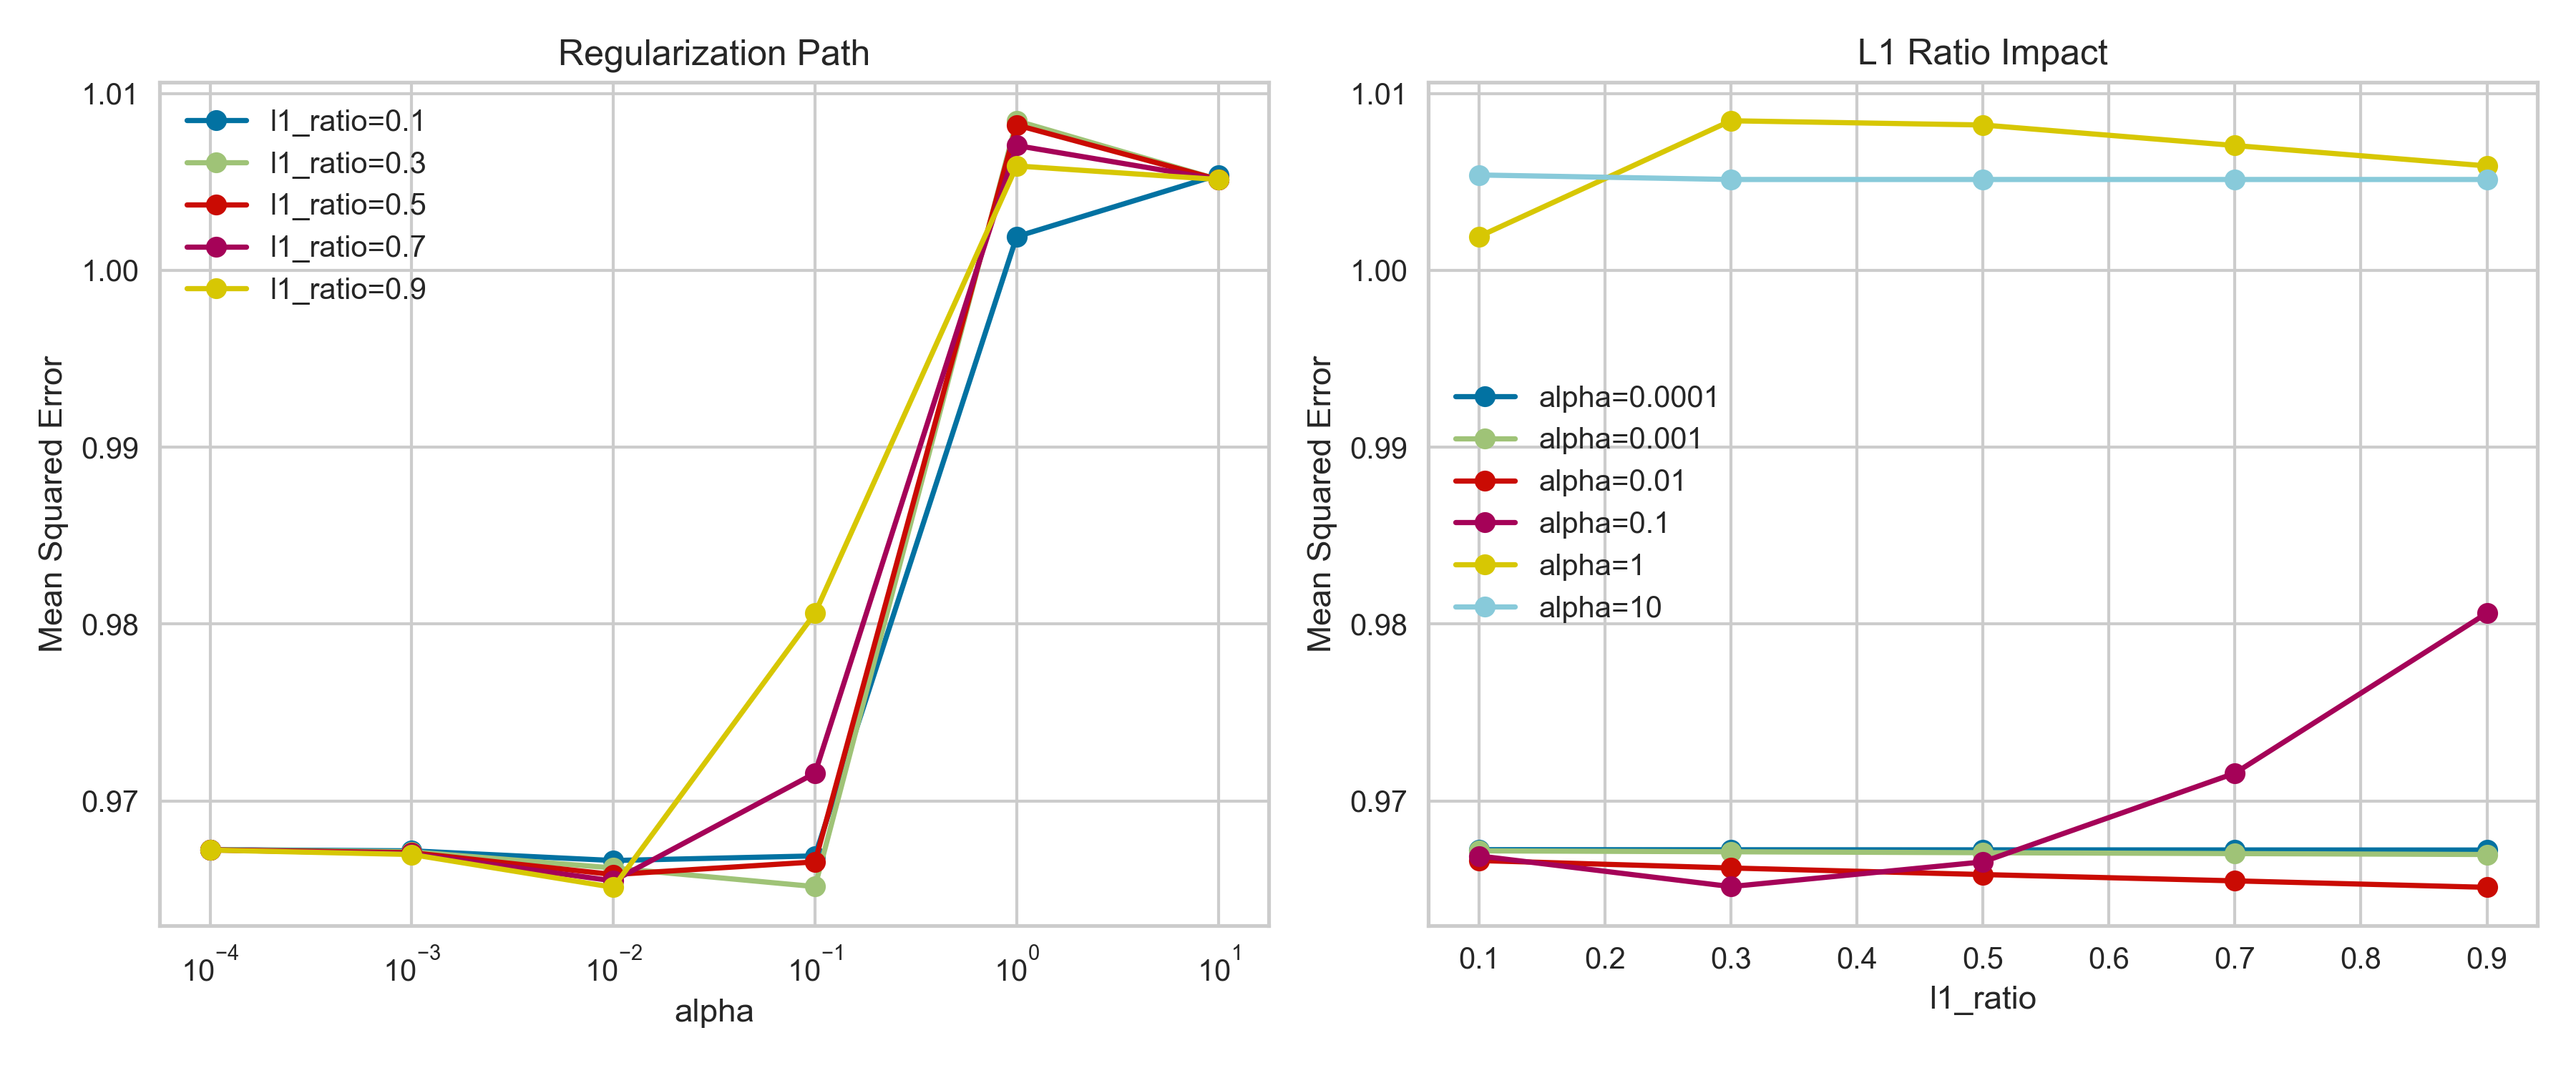 Regularization Path
1.01
1.00
0.99
0.98
0.97
Mean Squared Error
l1_ratio=0.1
l1_ratio=0.3
l1_ratio=0.5
l1_ratio=0.7
l1_ratio=0.9
10⁻⁴ 10⁻³ 10⁻² 10⁻¹ 10⁰ 10¹
alpha
L1 Ratio Impact
1.01
1.00
0.99
0.98
0.97
Mean Squared Error
alpha=0.0001
alpha=0.001
alpha=0.01
alpha=0.1
alpha=1
alpha=10
0.1 0.2 0.3 0.4 0.5 0.6 0.7 0.8 0.9
l1_ratio